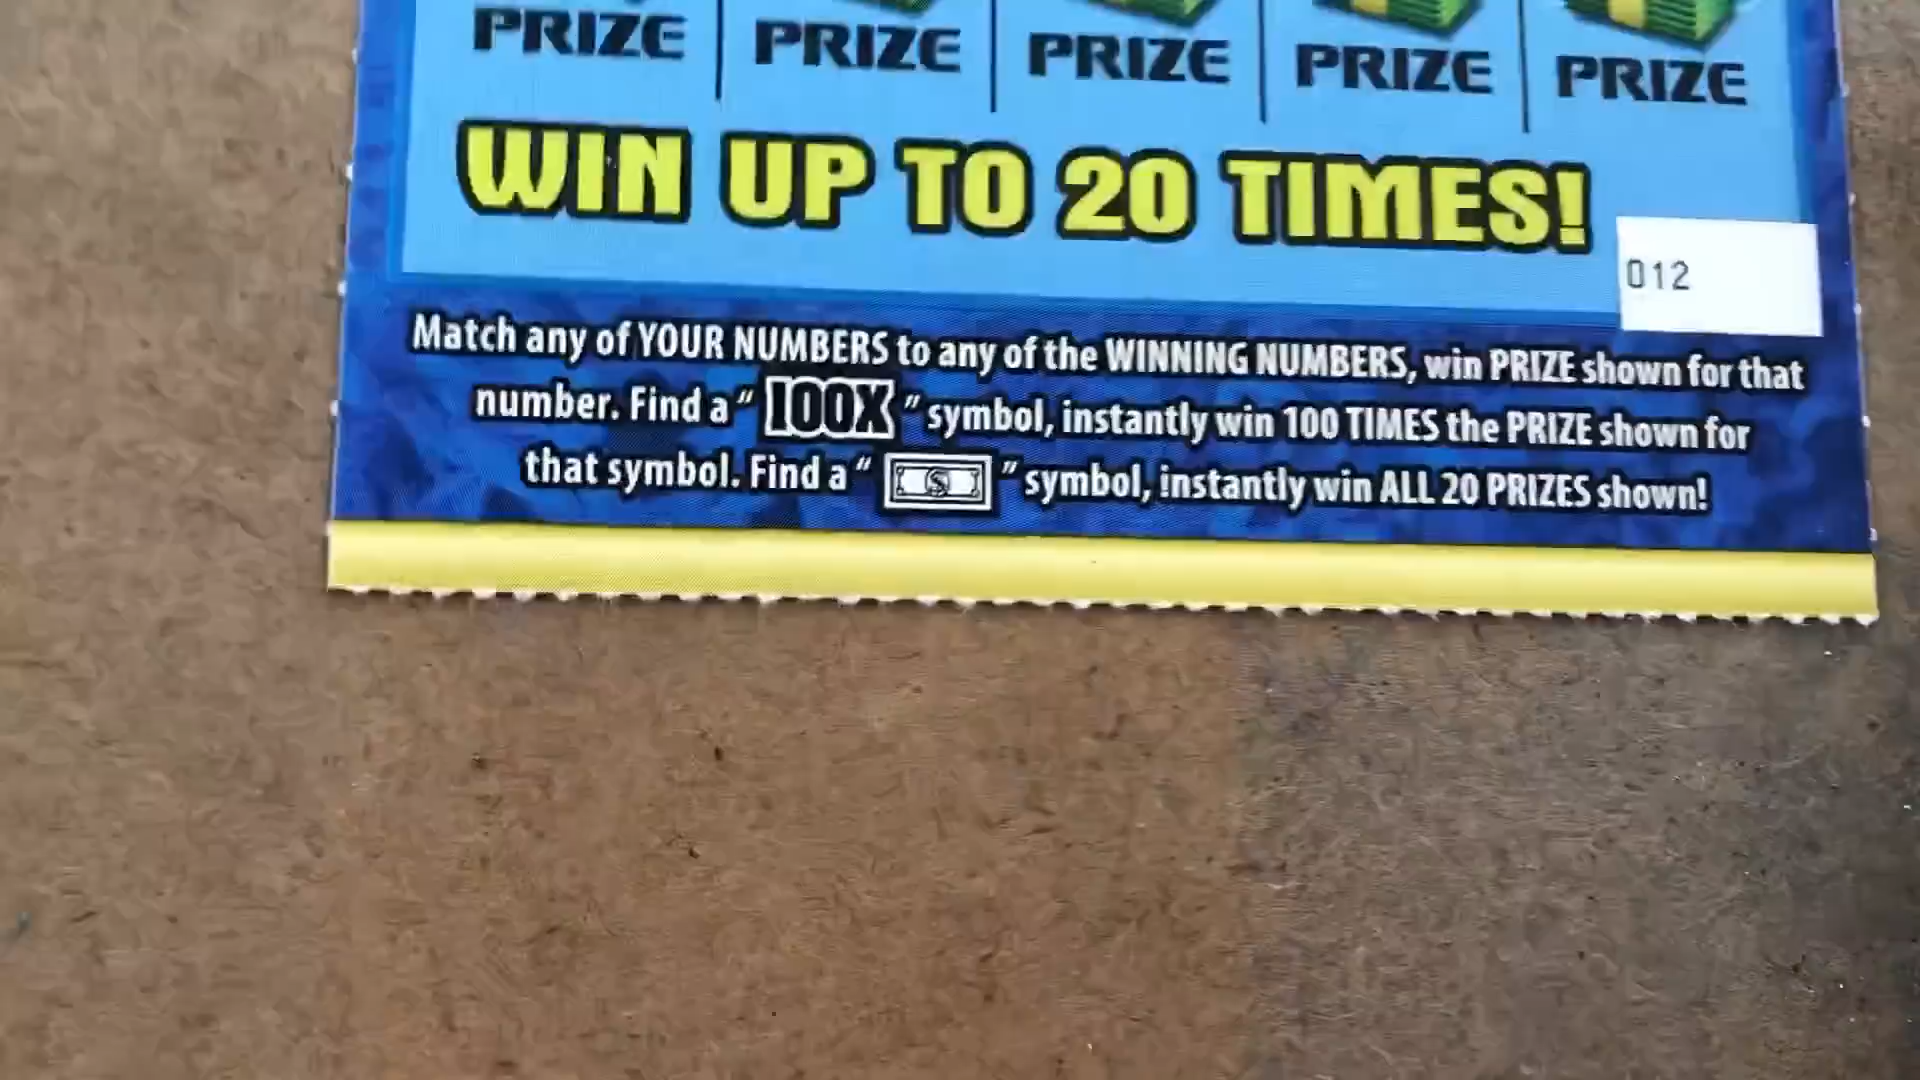 PRIZE PRIZE PRIZE PRIZE PRIZE
WIN UP TO 20 TIMES!
012
Match any of YOUR NUMBERS to any of the WINNING NUMBERS, win PRIZE shown for that
number. Find a " 100X " symbol, instantly win 100 TIMES the PRIZE shown for
that symbol. Find a " $ " symbol, instantly win ALL 20 PRIZES shown!